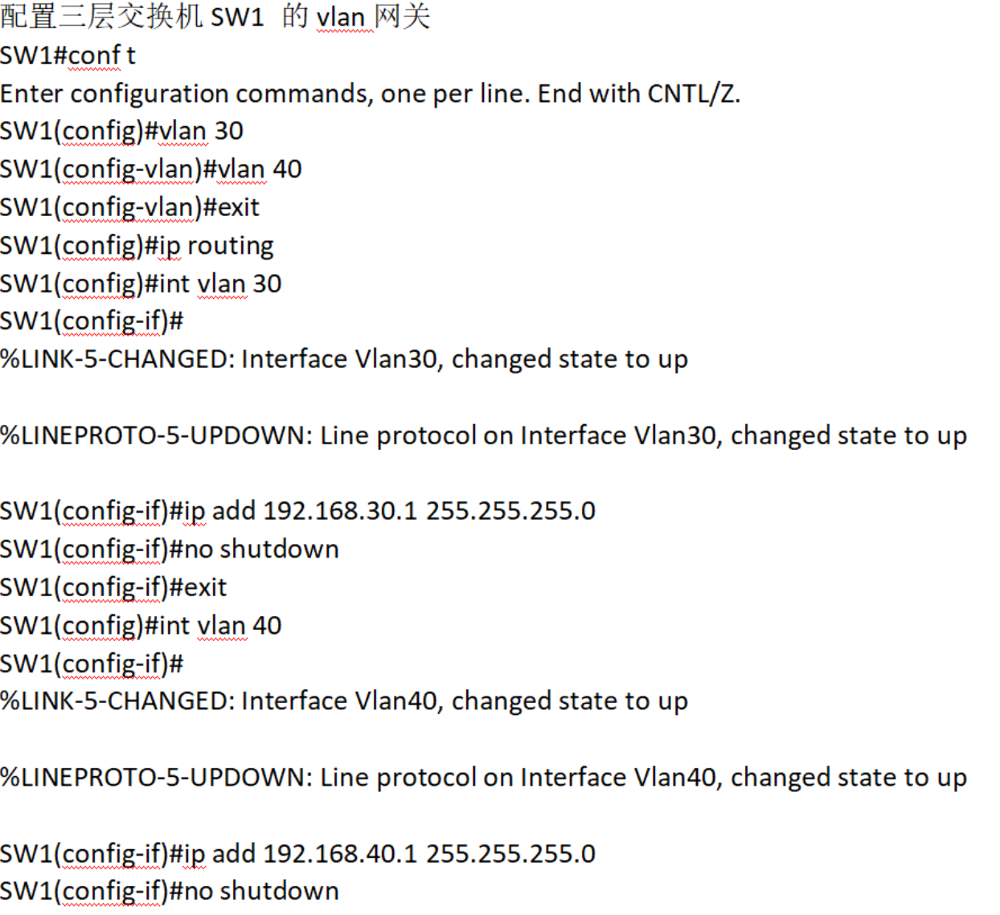 配置三层交换机 SW1 的 vlan 网关
SW1#conf t
Enter configuration commands, one per line. End with CNTL/Z.
SW1(config)#vlan 30
SW1(config-vlan)#vlan 40
SW1(config-vlan)#exit
SW1(config)#ip routing
SW1(config)#int vlan 30
SW1(config-if)#
%LINK-5-CHANGED: Interface Vlan30, changed state to up
%LINEPROTO-5-UPDOWN: Line protocol on Interface Vlan30, changed state to up
SW1(config-if)#ip add 192.168.30.1 255.255.255.0
SW1(config-if)#no shutdown
SW1(config-if)#exit
SW1(config)#int vlan 40
SW1(config-if)#
%LINK-5-CHANGED: Interface Vlan40, changed state to up
%LINEPROTO-5-UPDOWN: Line protocol on Interface Vlan40, changed state to up
SW1(config-if)#ip add 192.168.40.1 255.255.255.0
SW1(config-if)#no shutdown